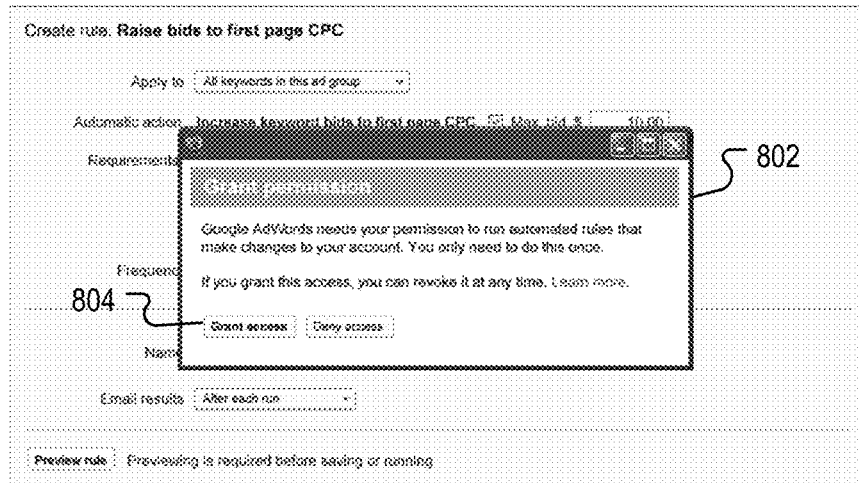 Create rule. Raise bids to first page CPC
Apply to All keywords in this ad group
Automatic action Increase keyword bids to first page CPC Max. bid $ 10.00
Requirements
802
Grant permission
Google AdWords needs your permission to run automated rules that
make changes to your account. You only need to do this once.
Frequenc
If you grant this access, you can revoke it at any time. Learn more.
804
Grant access Deny access
Name
Email results After each run
Preview rule Previewing is required before saving or running